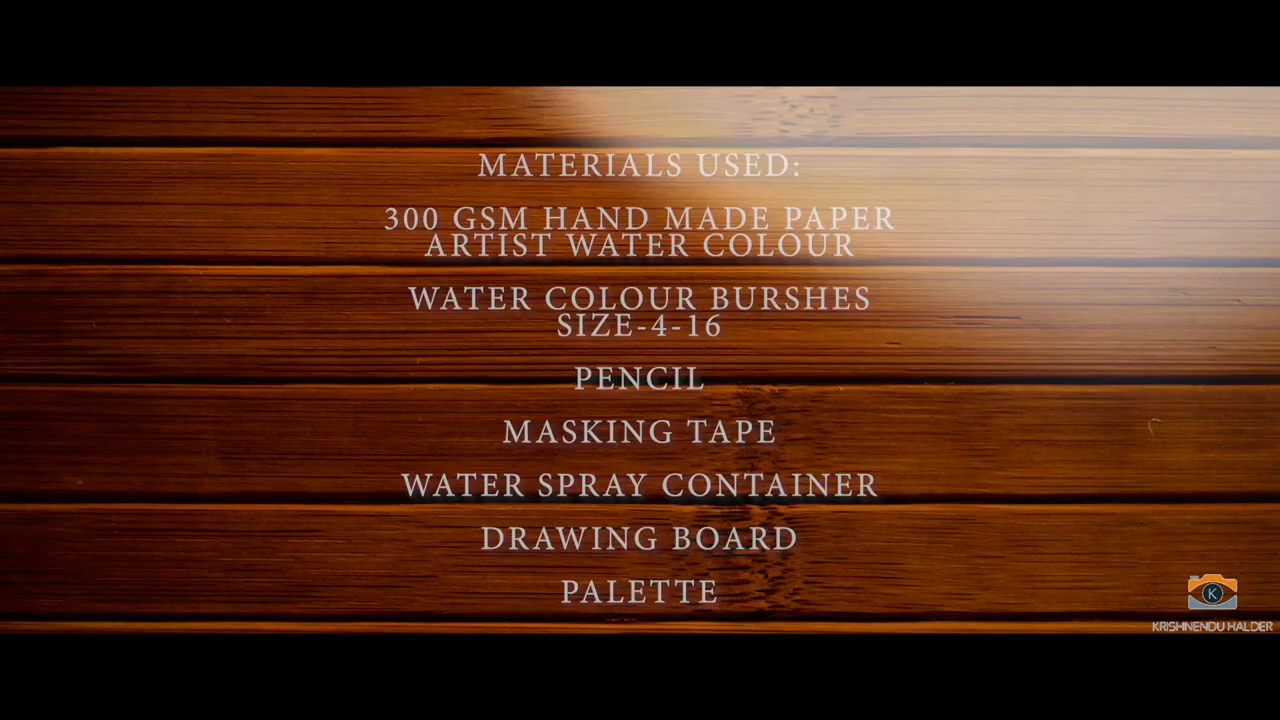 MATERIALS USED:
300 GSM HAND MADE PAPER
ARTIST WATER COLOUR
WATER COLOUR BURSHES
SIZE-4-16
PENCIL
MASKING TAPE
WATER SPRAY CONTAINER
DRAWING BOARD
PALETTE
K
KRISHNENDU HALDER